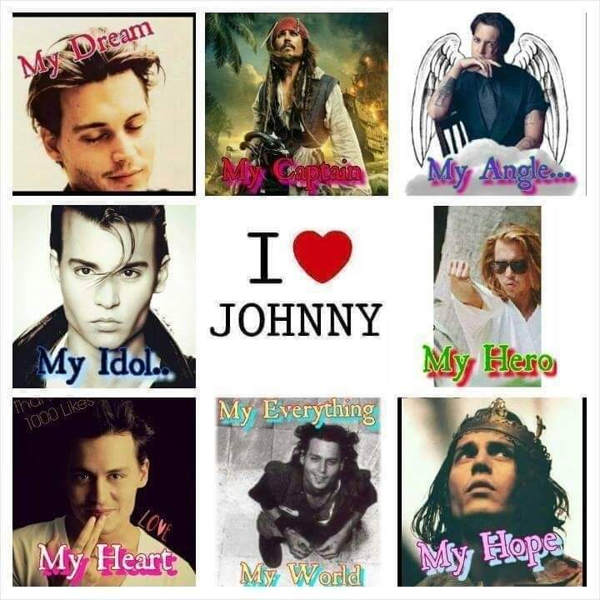 My Dream
My Captain
My Angle...
My Idol..
I ❤
JOHNNY
My Hero
1000 Likes
LOVE
My Heart
My Everything
My World
My Hope